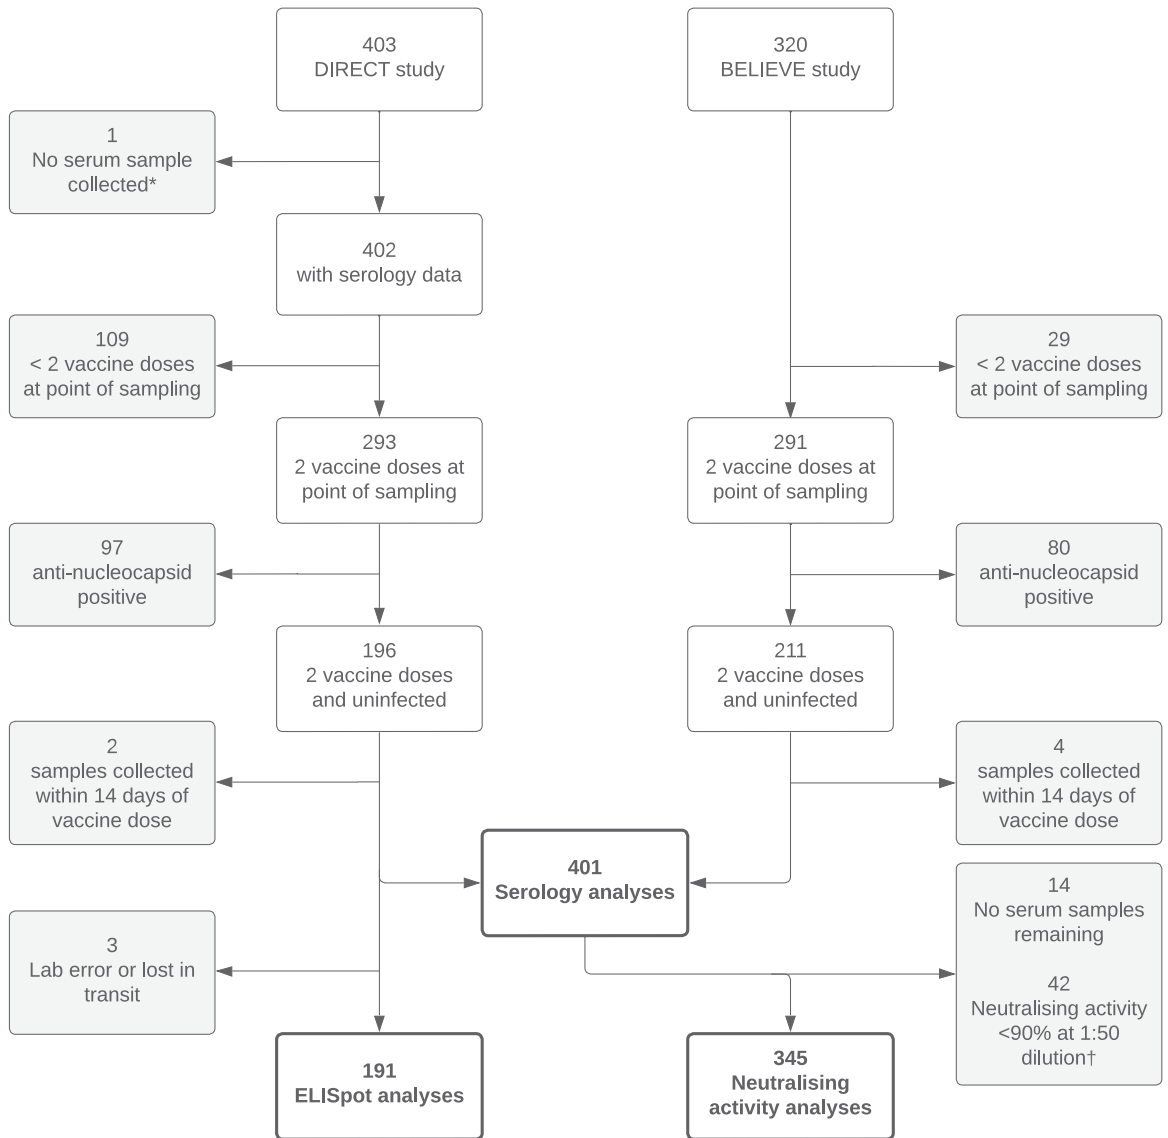 403
DIRECT study
320
BELIEVE study
1
No serum sample
collected*
402
with serology data
109
< 2 vaccine doses
at point of sampling
29
< 2 vaccine doses
at point of sampling
293
2 vaccine doses at
point of sampling
291
2 vaccine doses at
point of sampling
97
anti-nucleocapsid
positive
80
anti-nucleocapsid
positive
196
2 vaccine doses
and uninfected
211
2 vaccine doses
and uninfected
2
samples collected
within 14 days of
vaccine dose
4
samples collected
within 14 days of
vaccine dose
401
Serology analyses
14
No serum samples
remaining
42
Neutralising activity
<90% at 1:50
dilution†
3
Lab error or lost in
transit
191
ELISpot analyses
345
Neutralising
activity analyses